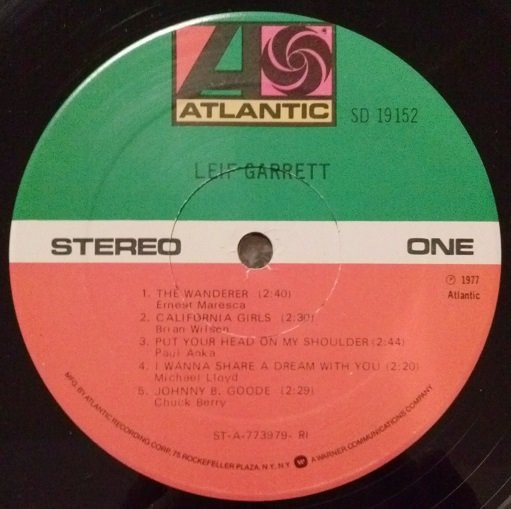 ATLANTIC
SD 19152
LEIF GARRETT
STEREO
ONE
℗ 1977
Atlantic
1. THE WANDERER (2:40)
Ernest Maresca
2. CALIFORNIA GIRLS (2:30)
Brian Wilson
3. PUT YOUR HEAD ON MY SHOULDER (2:44)
Paul Anka
4. I WANNA SHARE A DREAM WITH YOU (2:20)
Michael Lloyd
5. JOHNNY B. GOODE (2:29)
Chuck Berry
ST-A-773979- RI
MFG. BY ATLANTIC RECORDING CORP., 75 ROCKEFELLER PLAZA, N.Y., N.Y. A WARNER COMMUNICATIONS COMPANY